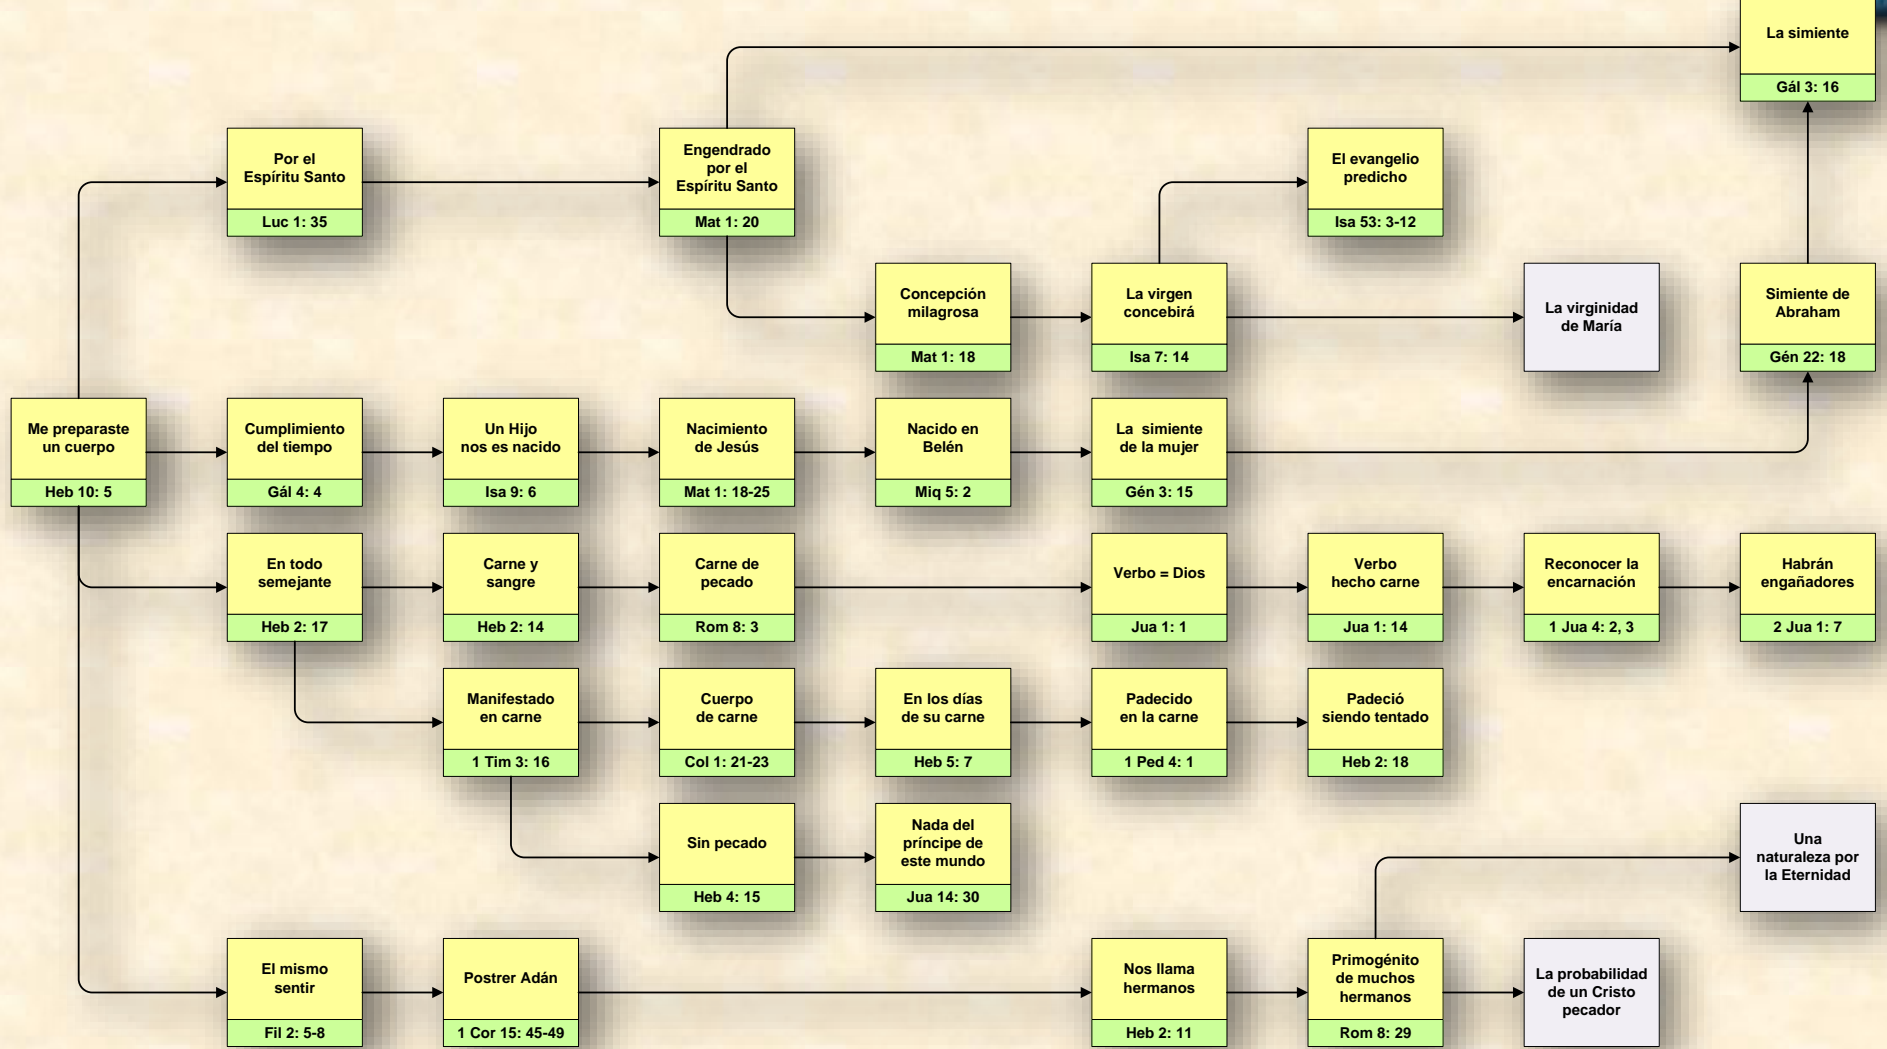 La simiente
Gál 3: 16
Por el
Espíritu Santo
Luc 1: 35
Engendrado
por el
Espíritu Santo
Mat 1: 20
El evangelio
predicho
Isa 53: 3-12
Concepción
milagrosa
Mat 1: 18
La virgen
concebirá
Isa 7: 14
La virginidad
de María
Simiente de
Abraham
Gén 22: 18
Me preparaste
un cuerpo
Heb 10: 5
Cumplimiento
del tiempo
Gál 4: 4
Un Hijo
nos es nacido
Isa 9: 6
Nacimiento
de Jesús
Mat 1: 18-25
Nacido en
Belén
Miq 5: 2
La simiente
de la mujer
Gén 3: 15
En todo
semejante
Heb 2: 17
Carne y
sangre
Heb 2: 14
Carne de
pecado
Rom 8: 3
Verbo = Dios
Jua 1: 1
Verbo
hecho carne
Jua 1: 14
Reconocer la
encarnación
1 Jua 4: 2, 3
Habrán
engañadores
2 Jua 1: 7
Manifestado
en carne
1 Tim 3: 16
Cuerpo
de carne
Col 1: 21-23
En los días
de su carne
Heb 5: 7
Padecido
en la carne
1 Ped 4: 1
Padeció
siendo tentado
Heb 2: 18
Sin pecado
Heb 4: 15
Nada del
príncipe de
este mundo
Jua 14: 30
Una
naturaleza por
la Eternidad
El mismo
sentir
Fil 2: 5-8
Postrer Adán
1 Cor 15: 45-49
Nos llama
hermanos
Heb 2: 11
Primogénito
de muchos
hermanos
Rom 8: 29
La probabilidad
de un Cristo
pecador